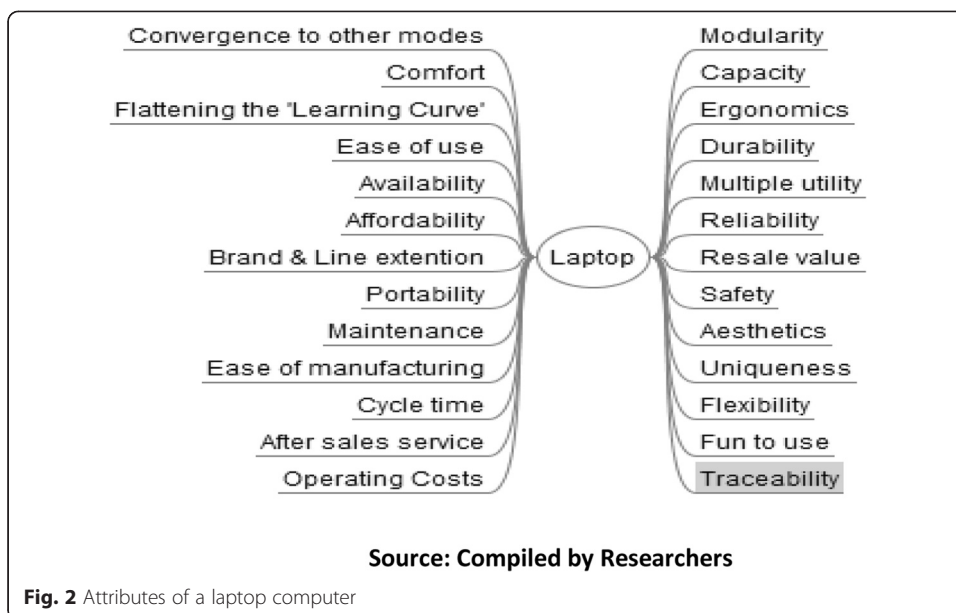 Convergence to other modes
Comfort
Flattening the "Learning Curve"
Ease of use
Availability
Affordability
Brand & Line extention
Portability
Maintenance
Ease of manufacturing
Cycle time
After sales service
Operating Costs
Laptop
Modularity
Capacity
Ergonomics
Durability
Multiple utility
Reliability
Resale value
Safety
Aesthetics
Uniqueness
Flexibility
Fun to use
Traceability
Source: Compiled by Researchers
Fig. 2 Attributes of a laptop computer